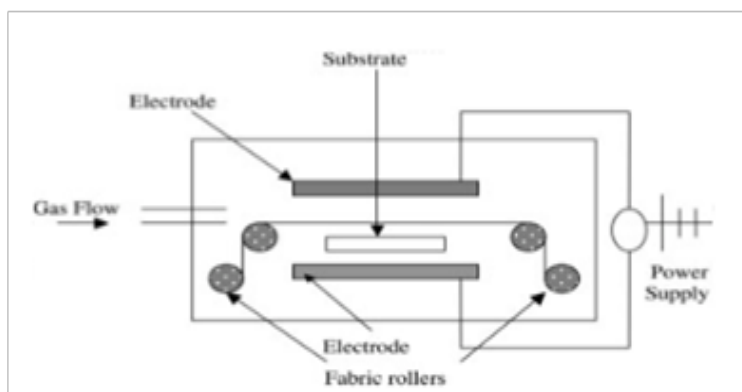 Substrate
Electrode
Gas Flow
Power
Supply
Electrode
Fabric rollers